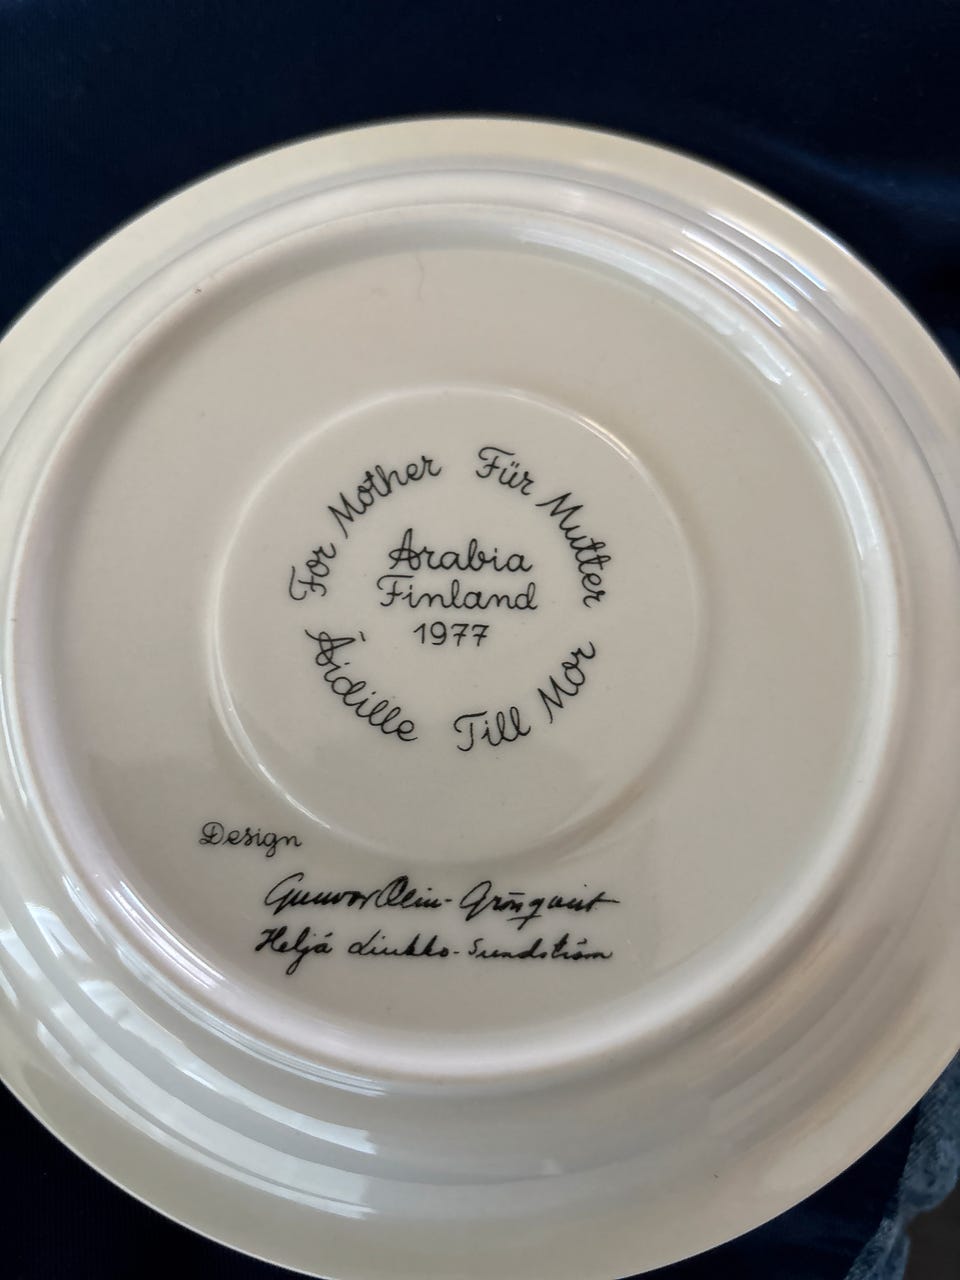 For Mother
Für Mutter
Arabia
Finland
1977
Äidille
Till Mor
Design
Gunvor Olin-Grönqvist
Heljä Liukko-Sundström